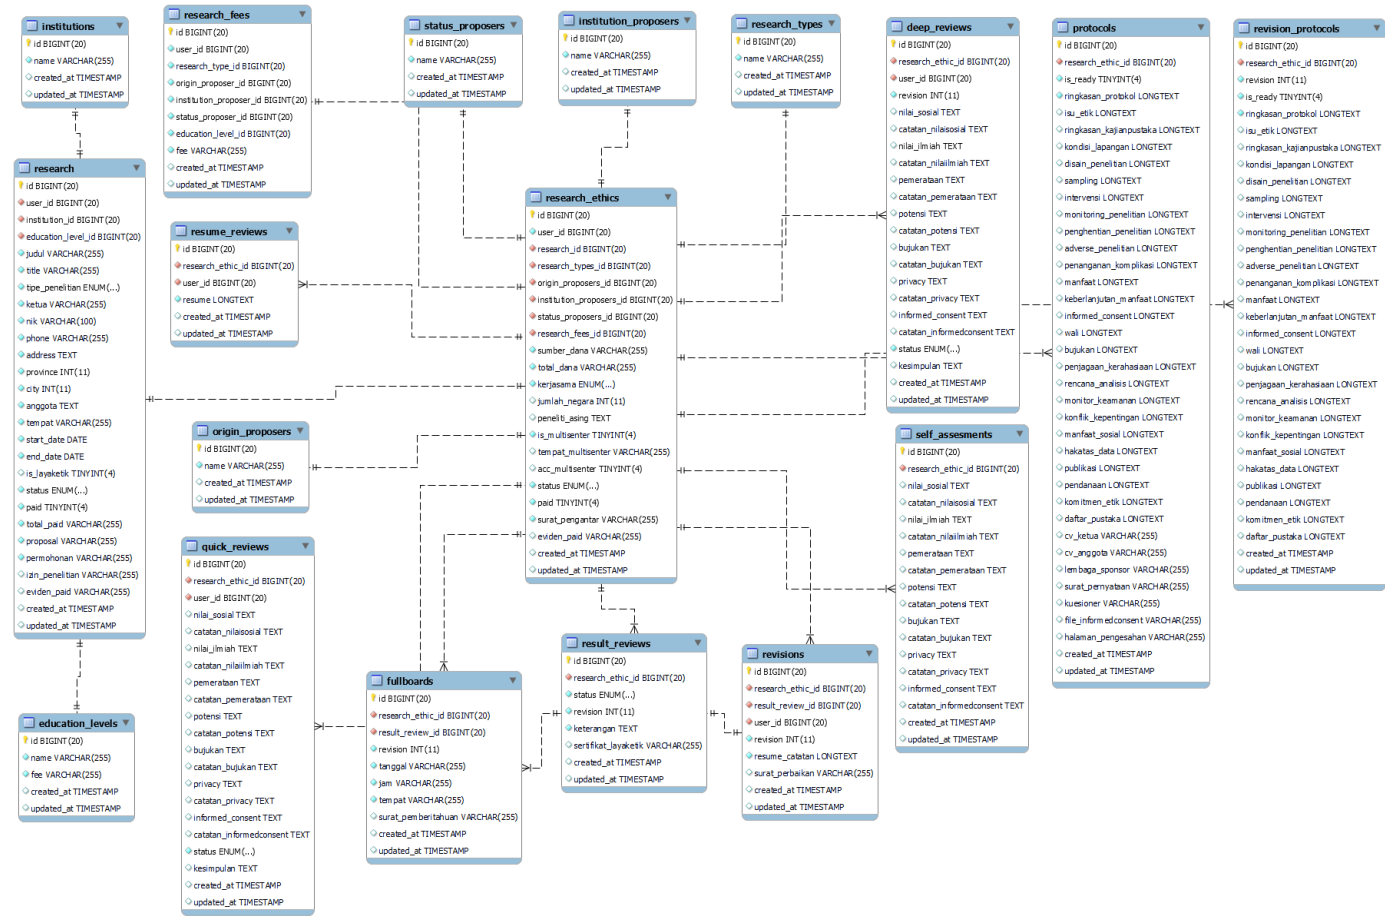 institutions
id BIGINT(20)
name VARCHAR(255)
created_at TIMESTAMP
updated_at TIMESTAMP
research_fees
id BIGINT(20)
user_id BIGINT(20)
research_type_id BIGINT(20)
origin_proposer_id BIGINT(20)
institution_proposer_id BIGINT(20)
status_proposer_id BIGINT(20)
education_level_id BIGINT(20)
fee VARCHAR(255)
created_at TIMESTAMP
updated_at TIMESTAMP
status_proposers
id BIGINT(20)
name VARCHAR(255)
created_at TIMESTAMP
updated_at TIMESTAMP
institution_proposers
id BIGINT(20)
name VARCHAR(255)
created_at TIMESTAMP
updated_at TIMESTAMP
research_types
id BIGINT(20)
name VARCHAR(255)
created_at TIMESTAMP
updated_at TIMESTAMP
deep_reviews
id BIGINT(20)
research_ethic_id BIGINT(20)
user_id BIGINT(20)
revision INT(11)
nilai_sosial TEXT
catatan_nilaisosial TEXT
nilai_ilmiah TEXT
catatan_nilaiilmiah TEXT
pemerataan TEXT
catatan_pemerataan TEXT
potensi TEXT
catatan_potensi TEXT
bujukan TEXT
catatan_bujukan TEXT
privacy TEXT
catatan_privacy TEXT
informed_consent TEXT
catatan_informedconsent TEXT
status ENUM(...)
kesimpulan TEXT
created_at TIMESTAMP
updated_at TIMESTAMP
protocols
id BIGINT(20)
research_ethic_id BIGINT(20)
is_ready TINYINT(4)
ringkasan_protokol LONGTEXT
isu_etik LONGTEXT
ringkasan_kajianpustaka LONGTEXT
kondisi_lapangan LONGTEXT
disain_penelitian LONGTEXT
sampling LONGTEXT
intervensi LONGTEXT
monitoring_penelitian LONGTEXT
penghentian_penelitian LONGTEXT
adverse_penelitian LONGTEXT
penanganan_komplikasi LONGTEXT
manfaat LONGTEXT
keberlanjutan_manfaat LONGTEXT
informed_consent LONGTEXT
wali LONGTEXT
bujukan LONGTEXT
penjagaan_kerahasiaan LONGTEXT
rencana_analisis LONGTEXT
monitor_keamanan LONGTEXT
konflik_kepentingan LONGTEXT
manfaat_sosial LONGTEXT
hakatas_data LONGTEXT
publikasi LONGTEXT
pendanaan LONGTEXT
komitmen_etik LONGTEXT
daftar_pustaka LONGTEXT
cv_ketua VARCHAR(255)
cv_anggota VARCHAR(255)
lembaga_sponsor VARCHAR(255)
surat_pernyataan VARCHAR(255)
kuesioner VARCHAR(255)
file_informedconsent VARCHAR(255)
halaman_pengesahan VARCHAR(255)
created_at TIMESTAMP
updated_at TIMESTAMP
revision_protocols
id BIGINT(20)
research_ethic_id BIGINT(20)
revision INT(11)
is_ready TINYINT(4)
ringkasan_protokol LONGTEXT
isu_etik LONGTEXT
ringkasan_kajianpustaka LONGTEXT
kondisi_lapangan LONGTEXT
disain_penelitian LONGTEXT
sampling LONGTEXT
intervensi LONGTEXT
monitoring_penelitian LONGTEXT
penghentian_penelitian LONGTEXT
adverse_penelitian LONGTEXT
penanganan_komplikasi LONGTEXT
manfaat LONGTEXT
keberlanjutan_manfaat LONGTEXT
informed_consent LONGTEXT
wali LONGTEXT
bujukan LONGTEXT
penjagaan_kerahasiaan LONGTEXT
rencana_analisis LONGTEXT
monitor_keamanan LONGTEXT
konflik_kepentingan LONGTEXT
manfaat_sosial LONGTEXT
hakatas_data LONGTEXT
publikasi LONGTEXT
pendanaan LONGTEXT
komitmen_etik LONGTEXT
daftar_pustaka LONGTEXT
created_at TIMESTAMP
updated_at TIMESTAMP
research
id BIGINT(20)
user_id BIGINT(20)
institution_id BIGINT(20)
education_level_id BIGINT(20)
judul VARCHAR(255)
title VARCHAR(255)
tipe_penelitian ENUM(...)
ketua VARCHAR(255)
nik VARCHAR(100)
phone VARCHAR(255)
address TEXT
province INT(11)
city INT(11)
anggota TEXT
tempat VARCHAR(255)
start_date DATE
end_date DATE
is_layaketik TINYINT(4)
status ENUM(...)
paid TINYINT(4)
total_paid VARCHAR(255)
proposal VARCHAR(255)
permohonan VARCHAR(255)
izin_penelitian VARCHAR(255)
eviden_paid VARCHAR(255)
created_at TIMESTAMP
updated_at TIMESTAMP
resume_reviews
id BIGINT(20)
research_ethic_id BIGINT(20)
user_id BIGINT(20)
resume LONGTEXT
created_at TIMESTAMP
updated_at TIMESTAMP
research_ethics
id BIGINT(20)
user_id BIGINT(20)
research_id BIGINT(20)
research_types_id BIGINT(20)
origin_proposers_id BIGINT(20)
institution_proposers_id BIGINT(20)
status_proposers_id BIGINT(20)
research_fees_id BIGINT(20)
sumber_dana VARCHAR(255)
total_dana VARCHAR(255)
kerjasama ENUM(...)
jumlah_negara INT(11)
peneliti_asing TEXT
is_multisenter TINYINT(4)
tempat_multisenter VARCHAR(255)
acc_multisenter TINYINT(4)
status ENUM(...)
paid TINYINT(4)
surat_pengantar VARCHAR(255)
eviden_paid VARCHAR(255)
created_at TIMESTAMP
updated_at TIMESTAMP
origin_proposers
id BIGINT(20)
name VARCHAR(255)
created_at TIMESTAMP
updated_at TIMESTAMP
self_assesments
id BIGINT(20)
research_ethic_id BIGINT(20)
nilai_sosial TEXT
catatan_nilaisosial TEXT
nilai_ilmiah TEXT
catatan_nilaiilmiah TEXT
pemerataan TEXT
catatan_pemerataan TEXT
potensi TEXT
catatan_potensi TEXT
bujukan TEXT
catatan_bujukan TEXT
privacy TEXT
catatan_privacy TEXT
informed_consent TEXT
catatan_informedconsent TEXT
created_at TIMESTAMP
updated_at TIMESTAMP
quick_reviews
id BIGINT(20)
research_ethic_id BIGINT(20)
user_id BIGINT(20)
nilai_sosial TEXT
catatan_nilaisosial TEXT
nilai_ilmiah TEXT
catatan_nilaiilmiah TEXT
pemerataan TEXT
catatan_pemerataan TEXT
potensi TEXT
catatan_potensi TEXT
bujukan TEXT
catatan_bujukan TEXT
privacy TEXT
catatan_privacy TEXT
informed_consent TEXT
catatan_informedconsent TEXT
status ENUM(...)
kesimpulan TEXT
created_at TIMESTAMP
updated_at TIMESTAMP
fullboards
id BIGINT(20)
research_ethic_id BIGINT(20)
result_review_id BIGINT(20)
revision INT(11)
tanggal VARCHAR(255)
jam VARCHAR(255)
tempat VARCHAR(255)
surat_pemberitahuan VARCHAR(255)
created_at TIMESTAMP
updated_at TIMESTAMP
result_reviews
id BIGINT(20)
research_ethic_id BIGINT(20)
status ENUM(...)
revision INT(11)
keterangan TEXT
sertifikat_layaketik VARCHAR(255)
created_at TIMESTAMP
updated_at TIMESTAMP
revisions
id BIGINT(20)
research_ethic_id BIGINT(20)
result_review_id BIGINT(20)
user_id BIGINT(20)
revision INT(11)
resume_catatan LONGTEXT
surat_perbaikan VARCHAR(255)
created_at TIMESTAMP
updated_at TIMESTAMP
education_levels
id BIGINT(20)
name VARCHAR(255)
fee VARCHAR(255)
created_at TIMESTAMP
updated_at TIMESTAMP